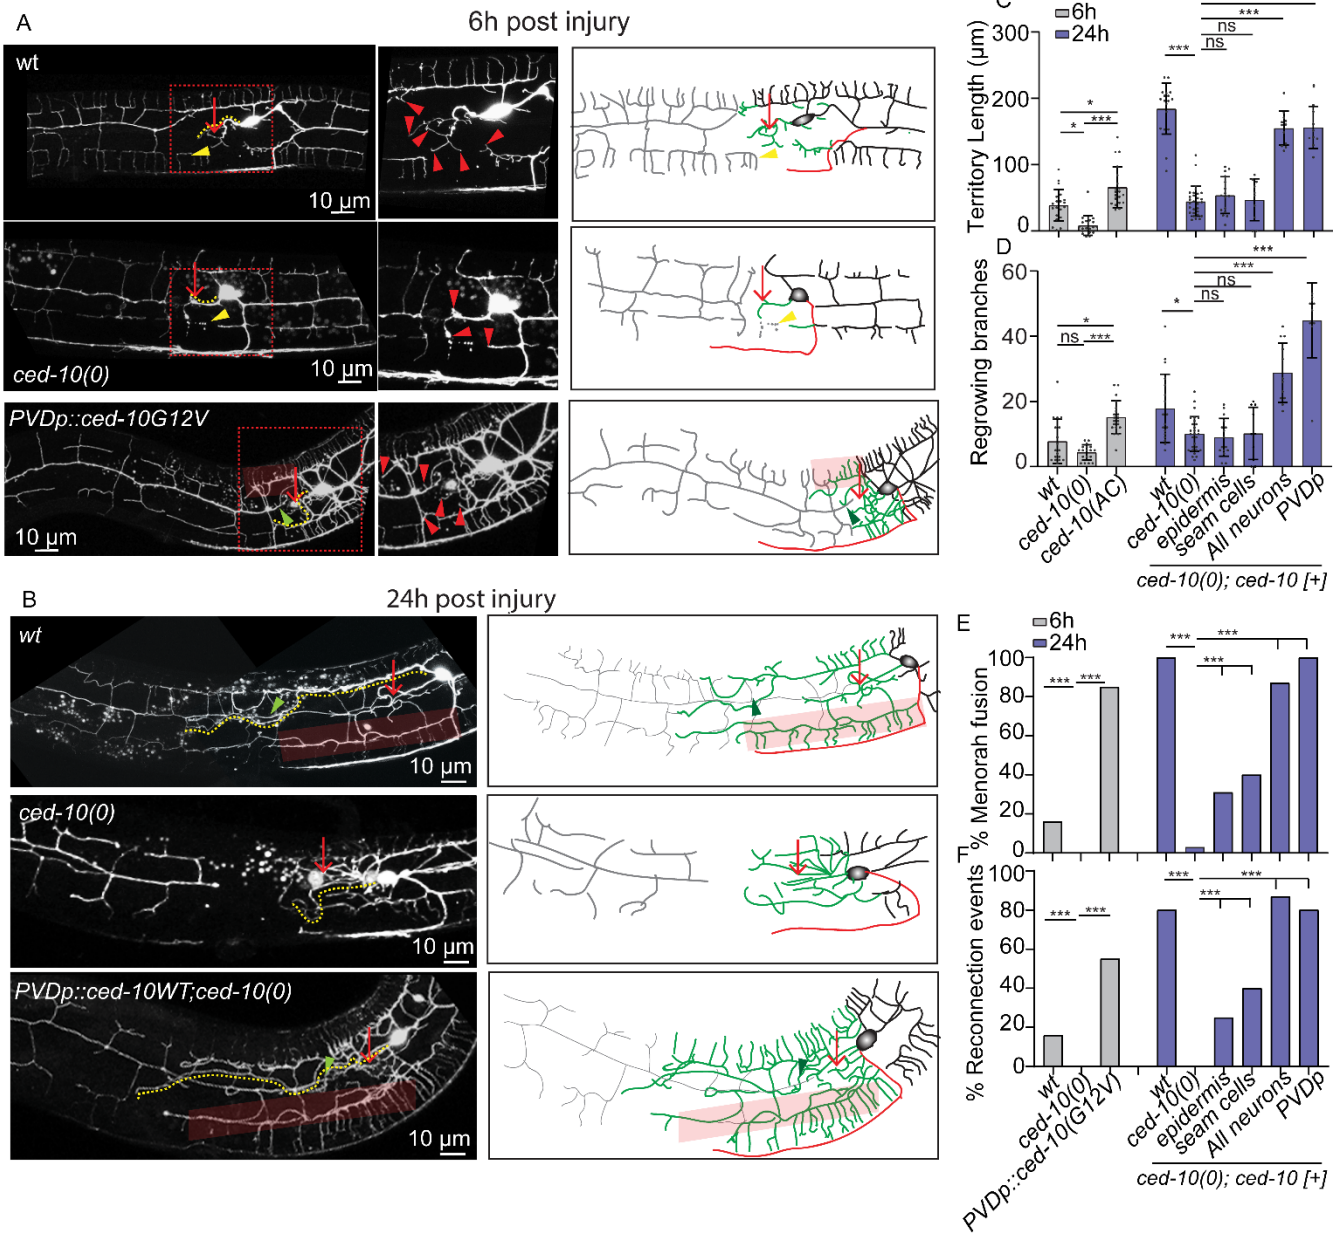 A
6h post injury
wt
10 µm
ced-10(0)
10 µm
PVDp::ced-10G12V
10 µm
B
24h post injury
wt
10 µm
ced-10(0)
10 µm
PVDp::ced-10WT;ced-10(0)
10 µm
C
6h
24h
Territory Length (µm)
300
200
100
0
*
*
***
***
ns
ns
***
D
Regrowing branches
60
40
20
0
*
ns
***
*
ns
ns
***
***
wt
ced-10(0)
ced-10(AC)
wt
ced-10(0)
epidermis
seam cells
All neurons
PVDp
ced-10(0); ced-10 [+]
E
6h
24h
% Menorah fusion
100
80
60
40
20
0
***
***
***
***
***
F
% Reconnection events
100
80
60
40
20
0
***
***
***
***
***
wt
ced-10(0)
PVDp::ced-10(G12V)
wt
ced-10(0)
epidermis
seam cells
All neurons
PVDp
ced-10(0); ced-10 [+]